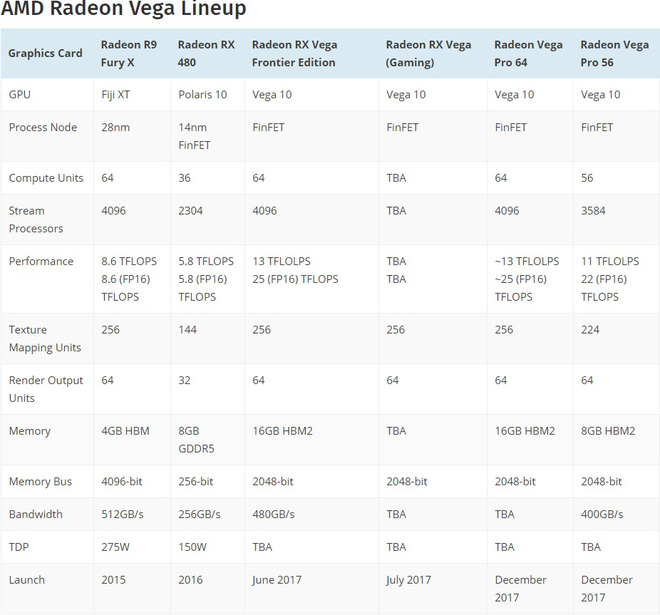 AMD Radeon Vega Lineup
Graphics Card Radeon R9 Fury X Radeon RX 480 Radeon RX Vega Frontier Edition Radeon RX Vega (Gaming) Radeon Vega Pro 64 Radeon Vega Pro 56
GPU Fiji XT Polaris 10 Vega 10 Vega 10 Vega 10 Vega 10
Process Node 28nm 14nm FinFET FinFET FinFET FinFET FinFET
Compute Units 64 36 64 TBA 64 56
Stream Processors 4096 2304 4096 TBA 4096 3584
Performance 8.6 TFLOPS 8.6 (FP16) TFLOPS 5.8 TFLOPS 5.8 (FP16) TFLOPS 13 TFLOLPS 25 (FP16) TFLOPS TBA TBA ~13 TFLOLPS ~25 (FP16) TFLOPS 11 TFLOLPS 22 (FP16) TFLOPS
Texture Mapping Units 256 144 256 256 256 224
Render Output Units 64 32 64 64 64 64
Memory 4GB HBM 8GB GDDR5 16GB HBM2 TBA 16GB HBM2 8GB HBM2
Memory Bus 4096-bit 256-bit 2048-bit 2048-bit 2048-bit 2048-bit
Bandwidth 512GB/s 256GB/s 480GB/s TBA TBA 400GB/s
TDP 275W 150W TBA TBA TBA TBA
Launch 2015 2016 June 2017 July 2017 December 2017 December 2017